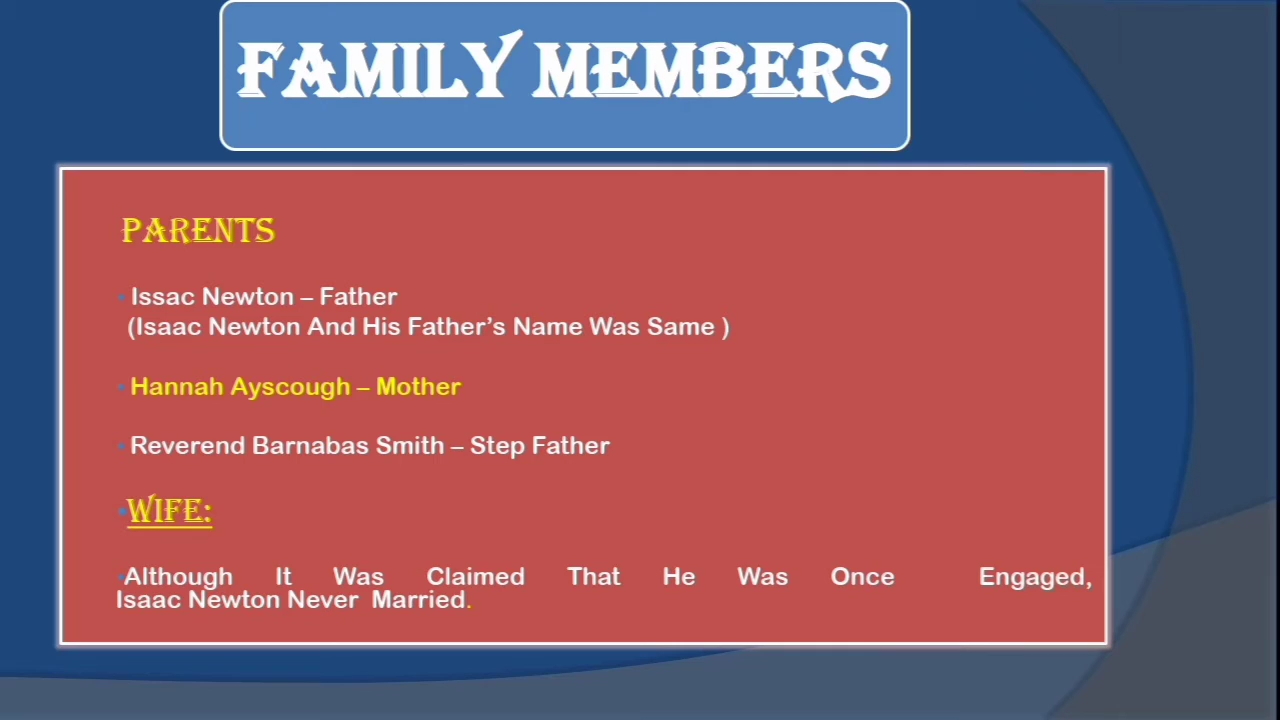 FAMILY MEMBERS
PARENTS
• Issac Newton – Father
(Isaac Newton And His Father’s Name Was Same )
• Hannah Ayscough – Mother
• Reverend Barnabas Smith – Step Father
•WIFE:
•Although It Was Claimed That He Was Once Engaged,
Isaac Newton Never Married.